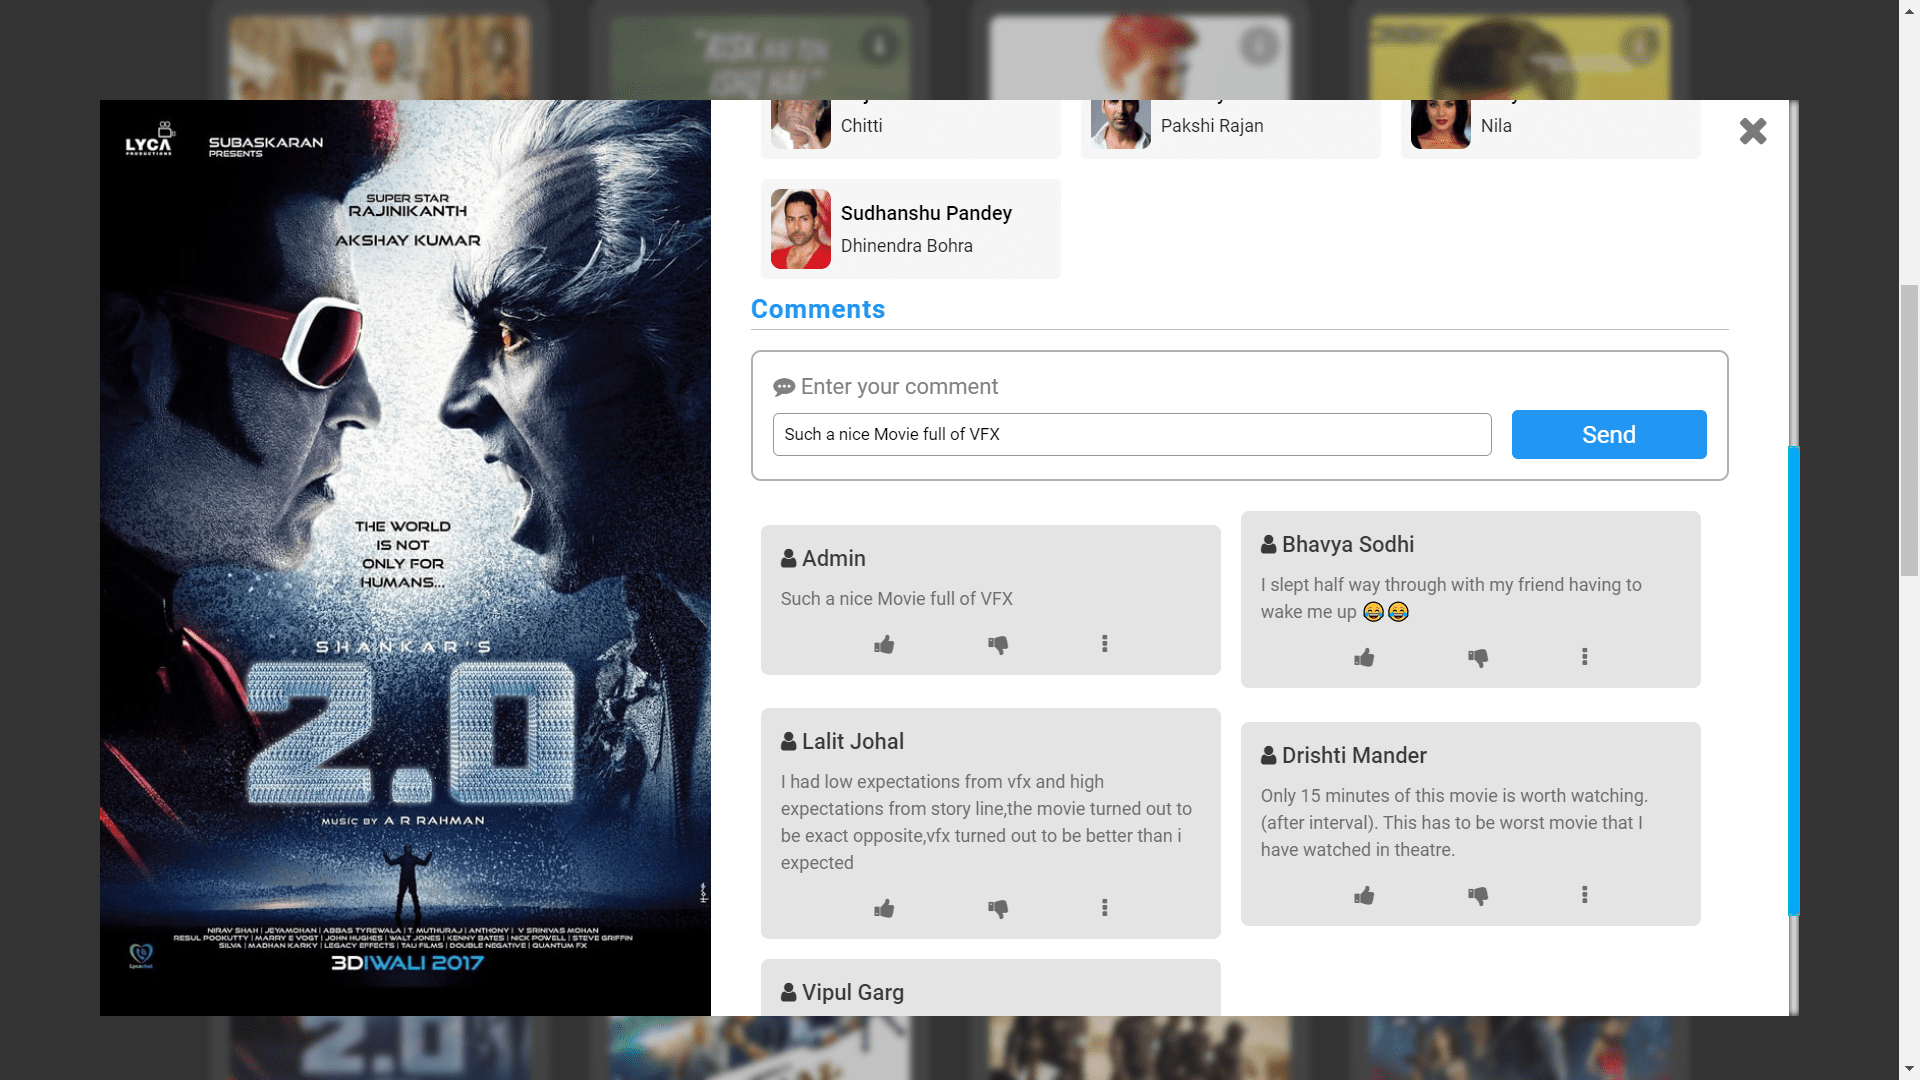 "RISK HAI TOH
ISHQ HAI"
LYCA
PRODUCTIONS
SUBASKARAN
PRESENTS
SUPER STAR
RAJINIKANTH
AKSHAY KUMAR
THE WORLD
IS NOT
ONLY FOR
HUMANS...
SHANKAR'S
2.0
MUSIC BY A R RAHMAN
NIRAV SHAH | JEYAMOHAN | ABBAS TYREWALA | T. MUTHURAJ | ANTHONY | V SRINIVAS MOHAN
RESUL POOKUTTY | MARRY E VOGT | JOHN HUGHES | WALT JONES | KENNY BATES | NICK POWELL | STEVE GRIFFIN
SILVA | MADHAN KARKY | LEGACY EFFECTS | TAU FILMS | DOUBLE NEGATIVE | QUANTUM FX
3DIWALI 2017
Chitti
Pakshi Rajan
Nila
Sudhanshu Pandey
Dhinendra Bohra
Comments
Enter your comment
Such a nice Movie full of VFX
Send
Admin
Such a nice Movie full of VFX
Bhavya Sodhi
I slept half way through with my friend having to
wake me up 😂😂
Lalit Johal
I had low expectations from vfx and high
expectations from story line,the movie turned out to
be exact opposite,vfx turned out to be better than i
expected
Drishti Mander
Only 15 minutes of this movie is worth watching.
(after interval). This has to be worst movie that I
have watched in theatre.
Vipul Garg
2.0